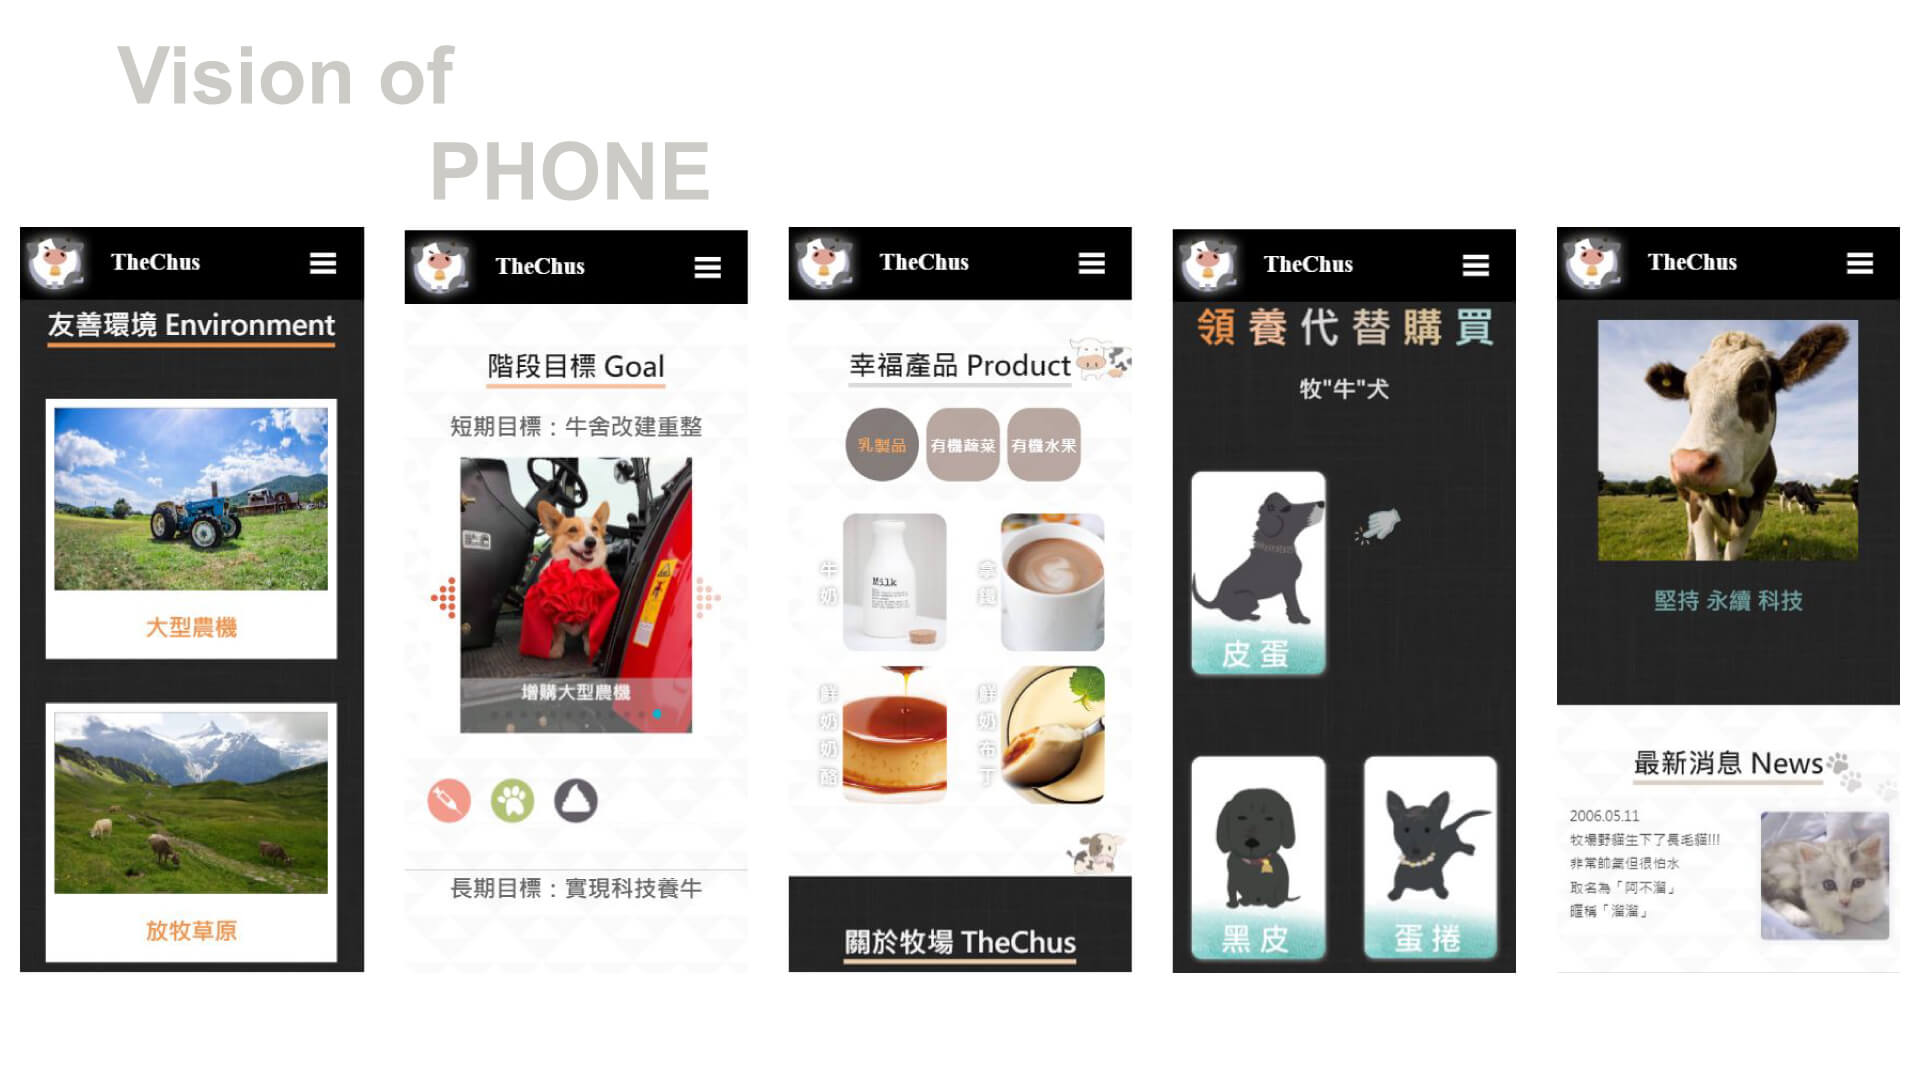 Vision of
PHONE
TheChus
友善環境 Environment
大型農機
放牧草原
TheChus
階段目標 Goal
短期目標：牛舍改建重整
增購大型農機
長期目標：實現科技養牛
TheChus
幸福產品 Product
乳製品
有機蔬菜
有機水果
牛奶
Milk
拿鐵
鮮奶奶酪
鮮奶布丁
關於牧場 TheChus
TheChus
領養代替購買
牧"牛"犬
皮蛋
黑皮
蛋捲
TheChus
堅持 永續 科技
最新消息 News
2006.05.11
牧場野貓生下了長毛貓!!!
非常帥氣但很怕水
取名為「阿不溜」
暱稱「溜溜」